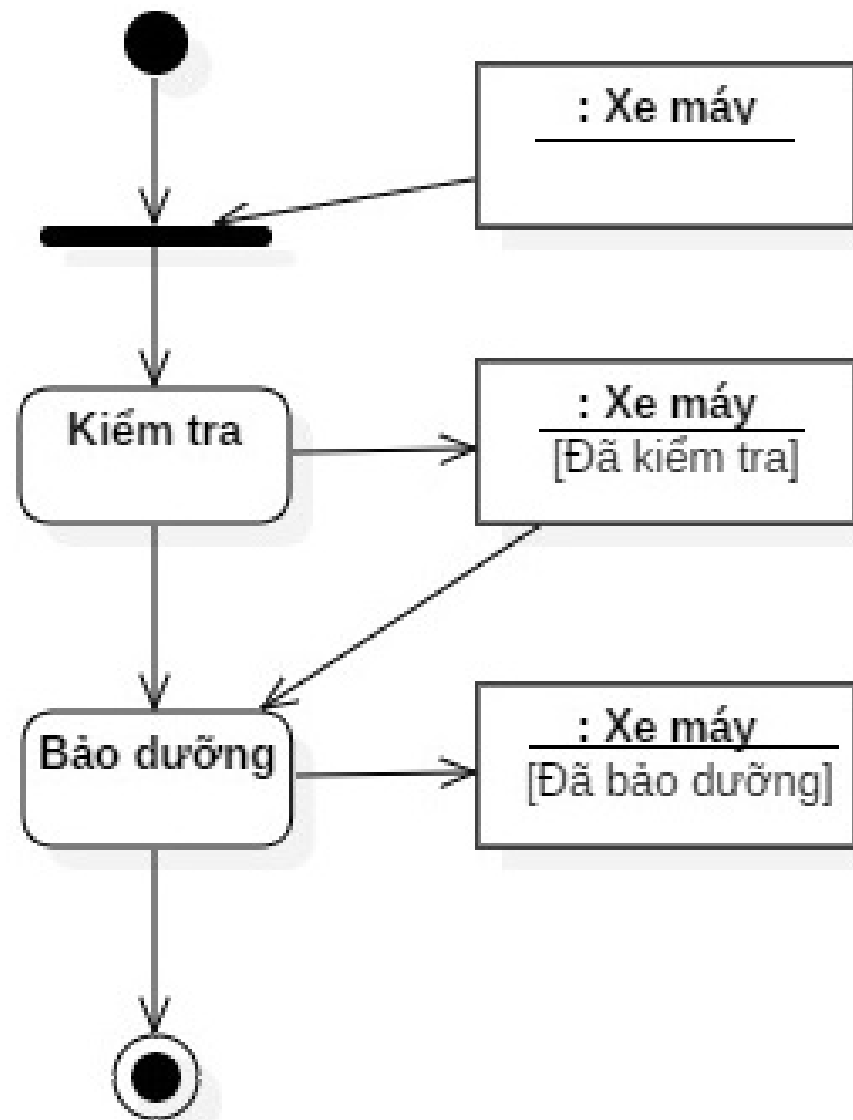 : Xe máy
Kiểm tra
: Xe máy
[Đã kiểm tra]
Bảo dưỡng
: Xe máy
[Đã bảo dưỡng]